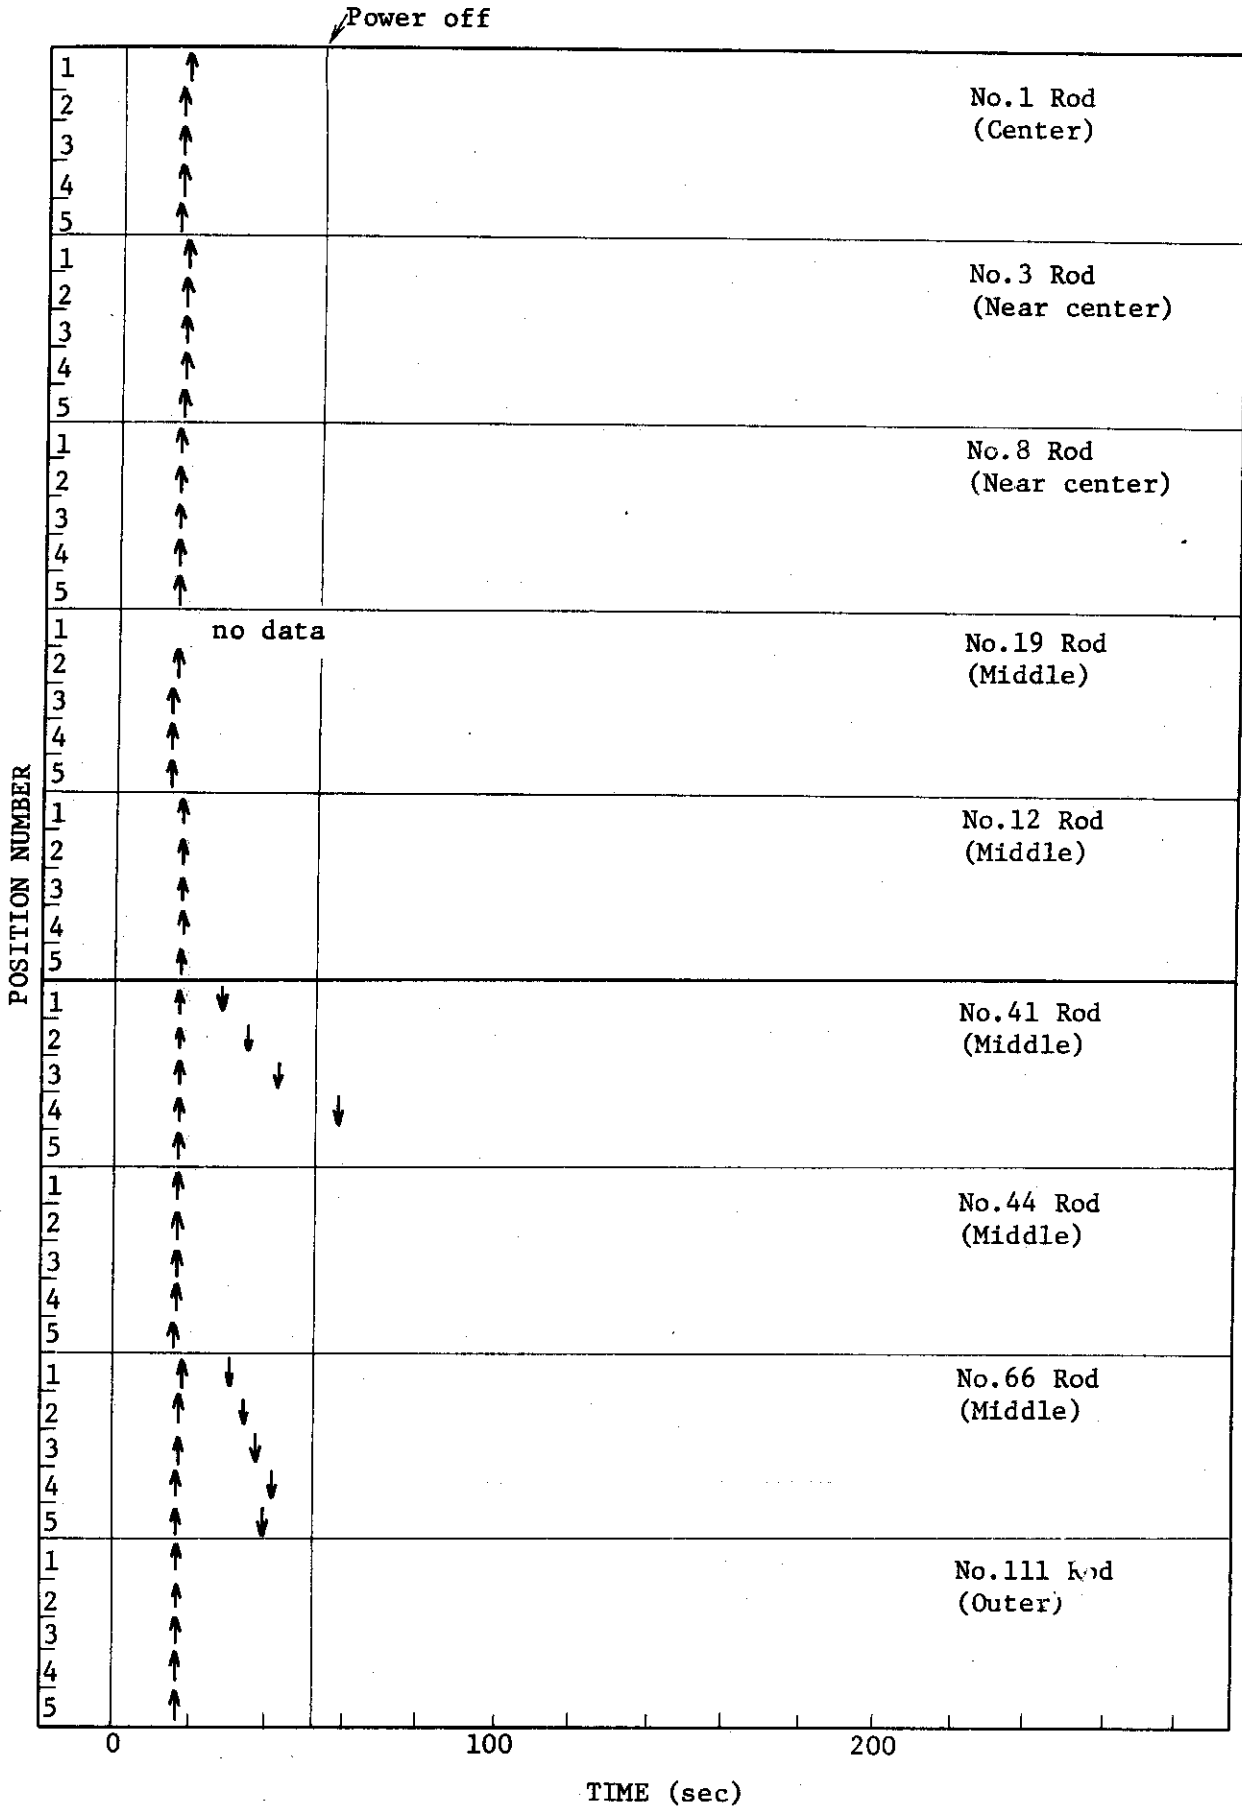 Power off
1
2
3
4
5
No.1 Rod
(Center)
1
2
3
4
5
No.3 Rod
(Near center)
1
2
3
4
5
No.8 Rod
(Near center)
1
2
3
4
5
no data
No.19 Rod
(Middle)
1
2
3
4
5
No.12 Rod
(Middle)
1
2
3
4
5
No.41 Rod
(Middle)
1
2
3
4
5
No.44 Rod
(Middle)
1
2
3
4
5
No.66 Rod
(Middle)
1
2
3
4
5
No.111 Rod
(Outer)
POSITION NUMBER
0 100 200
TIME (sec)